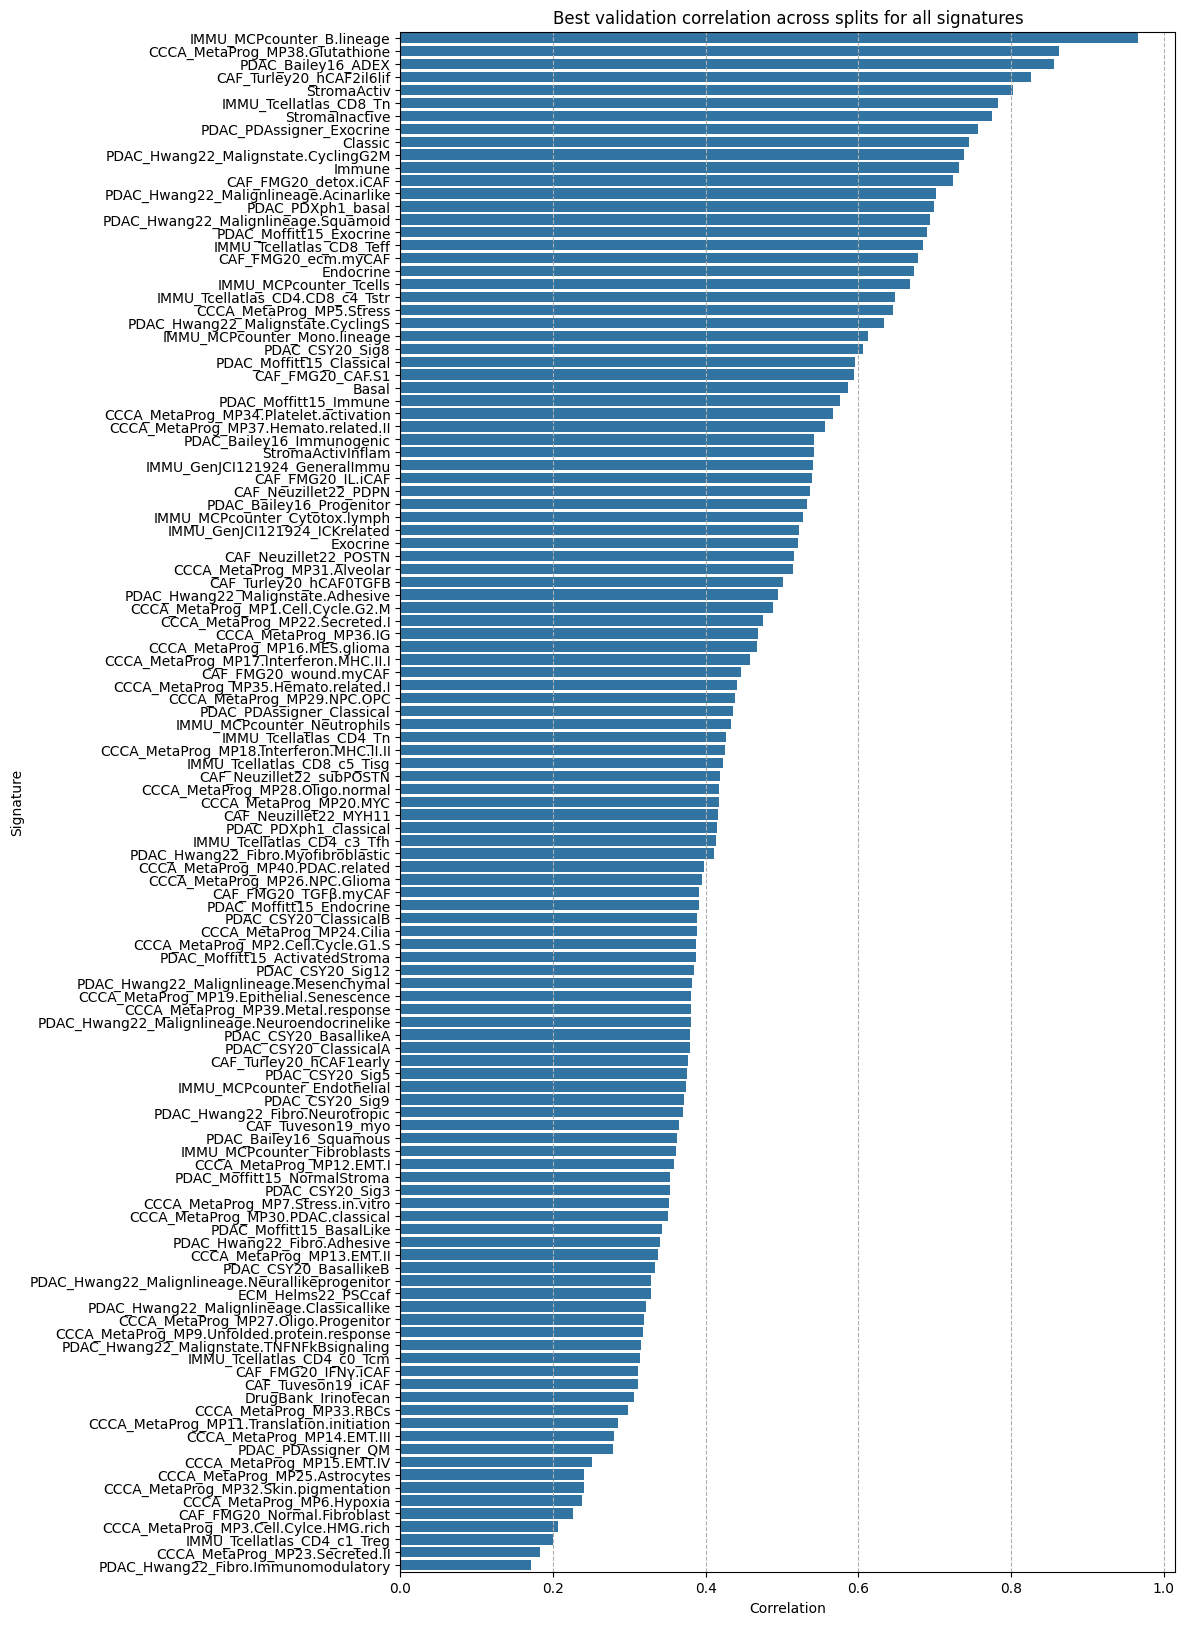 Best validation correlation across splits for all signatures
IMMU_MCPcounter_B.lineage
CCCA_MetaProg_MP38.Glutathione
PDAC_Bailey16_ADEX
CAF_Turley20_hCAF2il6lif
StromaActiv
IMMU_Tcellatlas_CD8_Tn
StromaInactive
PDAC_PDAssigner_Exocrine
Classic
PDAC_Hwang22_Malignstate.CyclingG2M
Immune
CAF_FMG20_detox.iCAF
PDAC_Hwang22_Malignlineage.Acinarlike
PDAC_PDXph1_basal
PDAC_Hwang22_Malignlineage.Squamoid
PDAC_Moffitt15_Exocrine
IMMU_Tcellatlas_CD8_Teff
CAF_FMG20_ecm.myCAF
Endocrine
IMMU_MCPcounter_Tcells
IMMU_Tcellatlas_CD4.CD8_c4_Tstr
CCCA_MetaProg_MP5.Stress
PDAC_Hwang22_Malignstate.CyclingS
IMMU_MCPcounter_Mono.lineage
PDAC_CSY20_Sig8
PDAC_Moffitt15_Classical
CAF_FMG20_CAF.S1
Basal
PDAC_Moffitt15_Immune
CCCA_MetaProg_MP34.Platelet.activation
CCCA_MetaProg_MP37.Hemato.related.II
PDAC_Bailey16_Immunogenic
StromaActivInflam
IMMU_GenJCI121924_GeneralImmu
CAF_FMG20_IL.iCAF
CAF_Neuzillet22_PDPN
PDAC_Bailey16_Progenitor
IMMU_MCPcounter_Cytotox.lymph
IMMU_GenJCI121924_ICKrelated
Exocrine
CAF_Neuzillet22_POSTN
CCCA_MetaProg_MP31.Alveolar
CAF_Turley20_hCAF0TGFB
PDAC_Hwang22_Malignstate.Adhesive
CCCA_MetaProg_MP1.Cell.Cycle.G2.M
CCCA_MetaProg_MP22.Secreted.I
CCCA_MetaProg_MP36.IG
CCCA_MetaProg_MP16.MES.glioma
CCCA_MetaProg_MP17.Interferon.MHC.II.I
CAF_FMG20_wound.myCAF
CCCA_MetaProg_MP35.Hemato.related.I
CCCA_MetaProg_MP29.NPC.OPC
PDAC_PDAssigner_Classical
IMMU_MCPcounter_Neutrophils
IMMU_Tcellatlas_CD4_Tn
CCCA_MetaProg_MP18.Interferon.MHC.II.II
IMMU_Tcellatlas_CD8_c5_Tisg
CAF_Neuzillet22_subPOSTN
CCCA_MetaProg_MP28.Oligo.normal
CCCA_MetaProg_MP20.MYC
CAF_Neuzillet22_MYH11
PDAC_PDXph1_classical
IMMU_Tcellatlas_CD4_c3_Tfh
PDAC_Hwang22_Fibro.Myofibroblastic
CCCA_MetaProg_MP40.PDAC.related
CCCA_MetaProg_MP26.NPC.Glioma
CAF_FMG20_TGFβ.myCAF
PDAC_Moffitt15_Endocrine
PDAC_CSY20_ClassicalB
CCCA_MetaProg_MP24.Cilia
CCCA_MetaProg_MP2.Cell.Cycle.G1.S
PDAC_Moffitt15_ActivatedStroma
PDAC_CSY20_Sig12
PDAC_Hwang22_Malignlineage.Mesenchymal
CCCA_MetaProg_MP19.Epithelial.Senescence
CCCA_MetaProg_MP39.Metal.response
PDAC_Hwang22_Malignlineage.Neuroendocrinelike
PDAC_CSY20_BasallikeA
PDAC_CSY20_ClassicalA
CAF_Turley20_hCAF1early
PDAC_CSY20_Sig5
IMMU_MCPcounter_Endothelial
PDAC_CSY20_Sig9
PDAC_Hwang22_Fibro.Neurotropic
CAF_Tuveson19_myo
PDAC_Bailey16_Squamous
IMMU_MCPcounter_Fibroblasts
CCCA_MetaProg_MP12.EMT.I
PDAC_Moffitt15_NormalStroma
PDAC_CSY20_Sig3
CCCA_MetaProg_MP7.Stress.in.vitro
CCCA_MetaProg_MP30.PDAC.classical
PDAC_Moffitt15_BasalLike
PDAC_Hwang22_Fibro.Adhesive
CCCA_MetaProg_MP13.EMT.II
PDAC_CSY20_BasallikeB
PDAC_Hwang22_Malignlineage.Neurallikeprogenitor
ECM_Helms22_PSCcaf
PDAC_Hwang22_Malignlineage.Classicallike
CCCA_MetaProg_MP27.Oligo.Progenitor
CCCA_MetaProg_MP9.Unfolded.protein.response
PDAC_Hwang22_Malignstate.TNFNFkBsignaling
IMMU_Tcellatlas_CD4_c0_Tcm
CAF_FMG20_IFNγ.iCAF
CAF_Tuveson19_iCAF
DrugBank_Irinotecan
CCCA_MetaProg_MP33.RBCs
CCCA_MetaProg_MP11.Translation.initiation
CCCA_MetaProg_MP14.EMT.III
PDAC_PDAssigner_QM
CCCA_MetaProg_MP15.EMT.IV
CCCA_MetaProg_MP25.Astrocytes
CCCA_MetaProg_MP32.Skin.pigmentation
CCCA_MetaProg_MP6.Hypoxia
CAF_FMG20_Normal.Fibroblast
CCCA_MetaProg_MP3.Cell.Cylce.HMG.rich
IMMU_Tcellatlas_CD4_c1_Treg
CCCA_MetaProg_MP23.Secreted.II
PDAC_Hwang22_Fibro.Immunomodulatory
Signature
0.0 0.2 0.4 0.6 0.8 1.0
Correlation